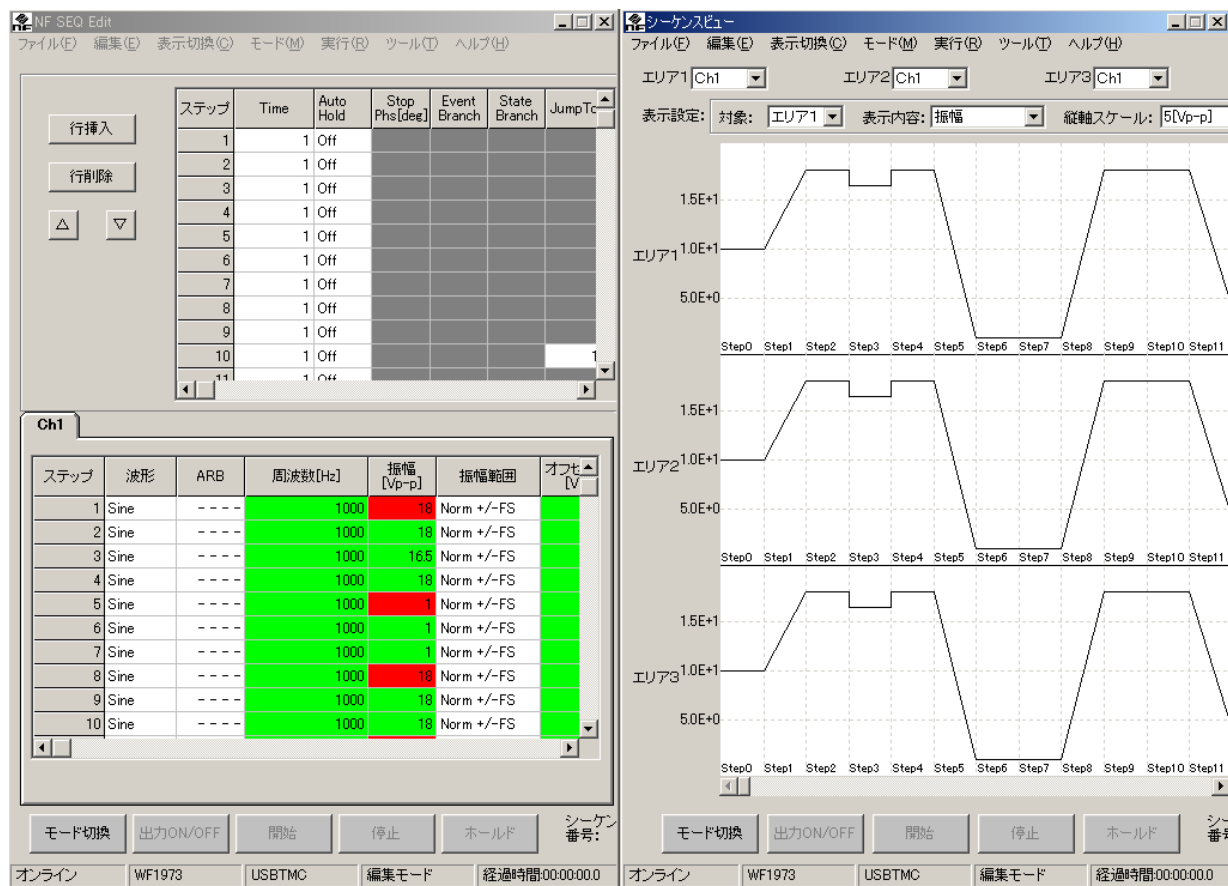 NF SEQ Edit
ファイル(F) 編集(E) 表示切換(C) モード(M) 実行(R) ツール(T) ヘルプ(H)
行挿入
行削除
△ ▽
ステップ Time Auto Hold Stop Phs[deg] Event Branch State Branch JumpTo
1 1 Off
2 1 Off
3 1 Off
4 1 Off
5 1 Off
6 1 Off
7 1 Off
8 1 Off
9 1 Off
10 1 Off 1
11 1 Off
Ch1
ステップ 波形 ARB 周波数[Hz] 振幅 [Vp-p] 振幅範囲 オフセ [V
1 Sine ---- 1000 18 Norm +/-FS
2 Sine ---- 1000 18 Norm +/-FS
3 Sine ---- 1000 16.5 Norm +/-FS
4 Sine ---- 1000 18 Norm +/-FS
5 Sine ---- 1000 1 Norm +/-FS
6 Sine ---- 1000 1 Norm +/-FS
7 Sine ---- 1000 1 Norm +/-FS
8 Sine ---- 1000 18 Norm +/-FS
9 Sine ---- 1000 18 Norm +/-FS
10 Sine ---- 1000 18 Norm +/-FS
モード切換 出力ON/OFF 開始 停止 ホールド シーケン
番号:
オンライン WF1973 USBTMC 編集モード 経過時間:00:00:00.0
シーケンスビュー
ファイル(F) 編集(E) 表示切換(C) モード(M) 実行(R) ツール(T) ヘルプ(H)
エリア1 Ch1 エリア2 Ch1 エリア3 Ch1
表示設定: 対象: エリア1 表示内容: 振幅 縦軸スケール: 5[Vp-p]
1.5E+1
エリア1 1.0E+1
5.0E+0
Step0 Step1 Step2 Step3 Step4 Step5 Step6 Step7 Step8 Step9 Step10 Step11
1.5E+1
エリア2 1.0E+1
5.0E+0
Step0 Step1 Step2 Step3 Step4 Step5 Step6 Step7 Step8 Step9 Step10 Step11
1.5E+1
エリア3 1.0E+1
5.0E+0
Step0 Step1 Step2 Step3 Step4 Step5 Step6 Step7 Step8 Step9 Step10 Step11
モード切換 出力ON/OFF 開始 停止 ホールド シー
番号
オンライン WF1973 USBTMC 編集モード 経過時間:00:00:00.0